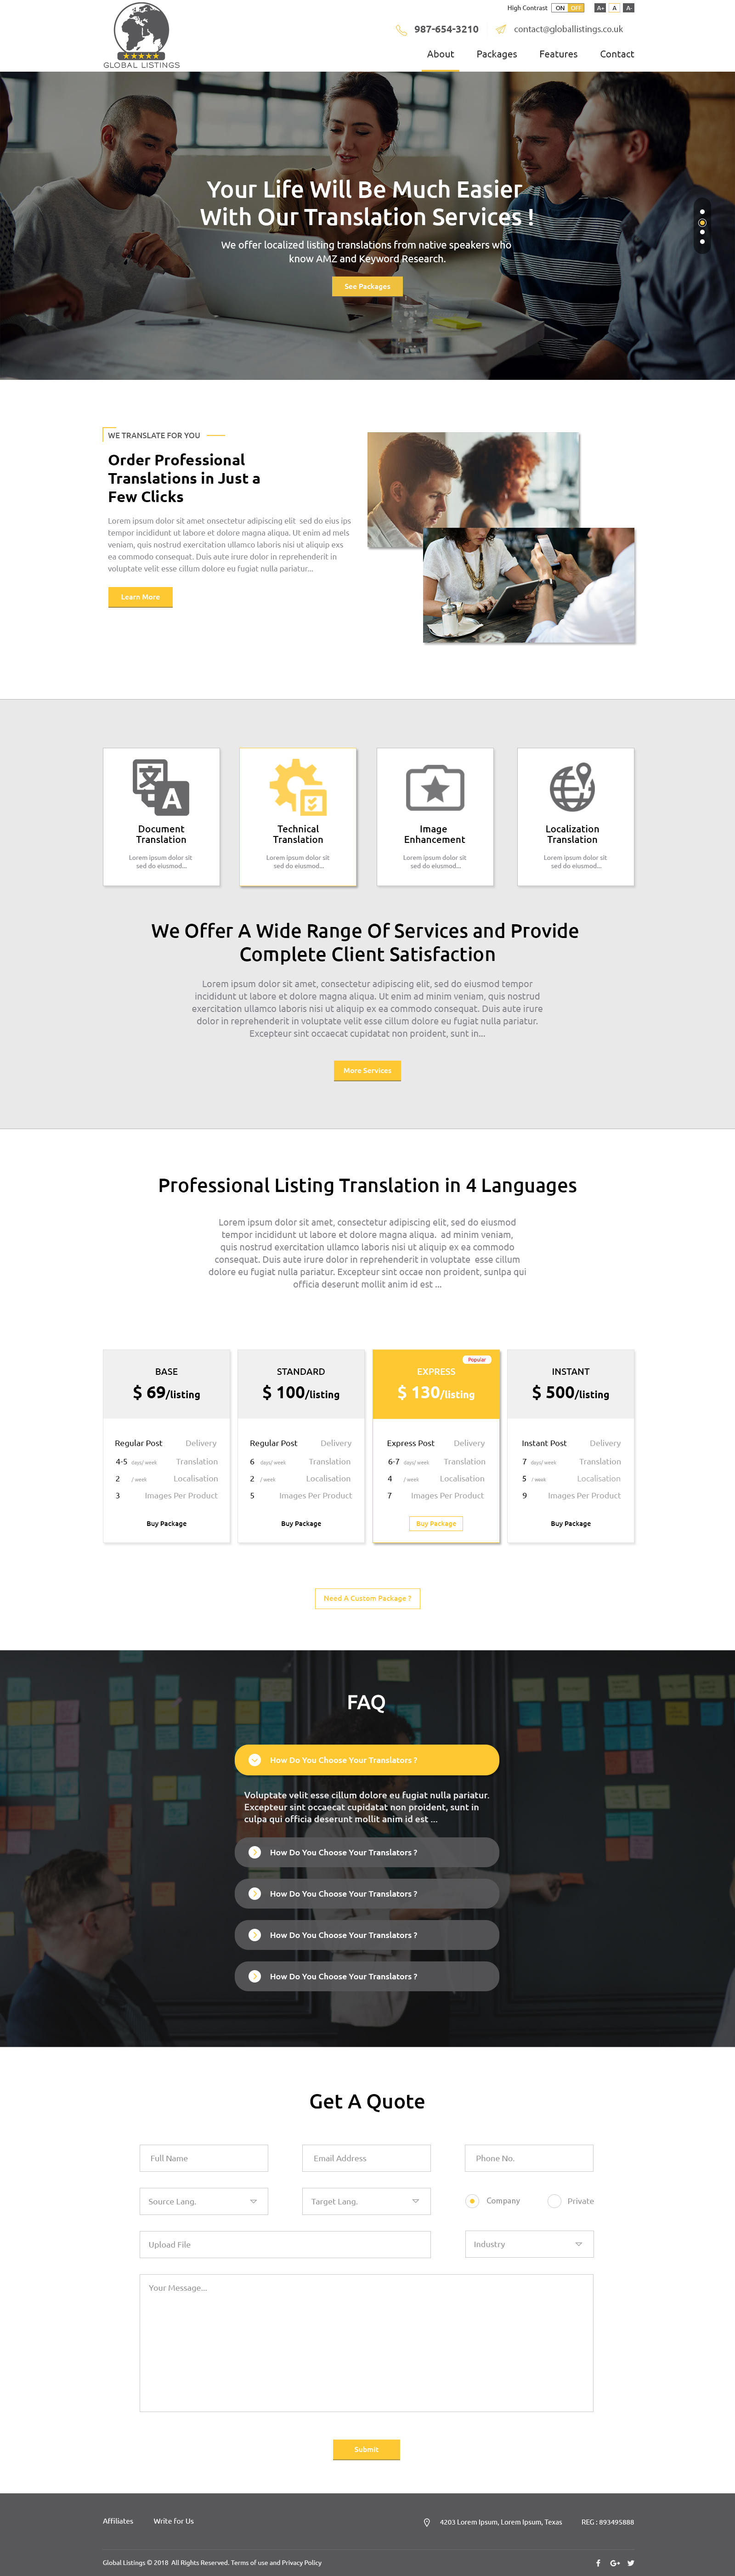 High Contrast ON OFF A+ A A-
987-654-3210 contact@globallistings.co.uk
GLOBAL LISTINGS
About Packages Features Contact
Your Life Will Be Much Easier
With Our Translation Services !
We offer localized listing translations from native speakers who
know AMZ and Keyword Research.
See Packages
WE TRANSLATE FOR YOU
Order Professional
Translations in Just a
Few Clicks
Lorem ipsum dolor sit amet onsectetur adipiscing elit sed do eius ips
tempor incididunt ut labore et dolore magna aliqua. Ut enim ad mels
veniam, quis nostrud exercitation ullamco laboris nisi ut aliquip exs
ea commodo consequat. Duis aute irure dolor in reprehenderit in
voluptate velit esse cillum dolore eu fugiat nulla pariatur...
Learn More
Document
Translation
Lorem ipsum dolor sit
sed do eiusmod...
Technical
Translation
Lorem ipsum dolor sit
sed do eiusmod...
Image
Enhancement
Lorem ipsum dolor sit
sed do eiusmod...
Localization
Translation
Lorem ipsum dolor sit
sed do eiusmod...
We Offer A Wide Range Of Services and Provide
Complete Client Satisfaction
Lorem ipsum dolor sit amet, consectetur adipiscing elit, sed do eiusmod tempor
incididunt ut labore et dolore magna aliqua. Ut enim ad minim veniam, quis nostrud
exercitation ullamco laboris nisi ut aliquip ex ea commodo consequat. Duis aute irure
dolor in reprehenderit in voluptate velit esse cillum dolore eu fugiat nulla pariatur.
Excepteur sint occaecat cupidatat non proident, sunt in...
More Services
Professional Listing Translation in 4 Languages
Lorem ipsum dolor sit amet, consectetur adipiscing elit, sed do eiusmod
tempor incididunt ut labore et dolore magna aliqua. ad minim veniam,
quis nostrud exercitation ullamco laboris nisi ut aliquip ex ea commodo
consequat. Duis aute irure dolor in reprehenderit in voluptate esse cillum
dolore eu fugiat nulla pariatur. Excepteur sint occae non proident, sunlpa qui
officia deserunt mollit anim id est ...
BASE
$ 69/listing
Regular Post Delivery
4-5 days/ week Translation
2 / week Localisation
3 Images Per Product
Buy Package
STANDARD
$ 100/listing
Regular Post Delivery
6 days/ week Translation
2 / week Localisation
5 Images Per Product
Buy Package
Popular
EXPRESS
$ 130/listing
Express Post Delivery
6-7 days/ week Translation
4 / week Localisation
7 Images Per Product
Buy Package
INSTANT
$ 500/listing
Instant Post Delivery
7 days/ week Translation
5 / week Localisation
9 Images Per Product
Buy Package
Need A Custom Package ?
FAQ
How Do You Choose Your Translators ?
Voluptate velit esse cillum dolore eu fugiat nulla pariatur.
Excepteur sint occaecat cupidatat non proident, sunt in
culpa qui officia deserunt mollit anim id est ...
How Do You Choose Your Translators ?
How Do You Choose Your Translators ?
How Do You Choose Your Translators ?
How Do You Choose Your Translators ?
Get A Quote
Full Name Email Address Phone No.
Source Lang. Target Lang. Company Private
Upload File Industry
Your Message...
Submit
Affiliates Write for Us 4203 Lorem Ipsum, Lorem Ipsum, Texas REG : 893495888
Global Listings © 2018 All Rights Reserved. Terms of use and Privacy Policy